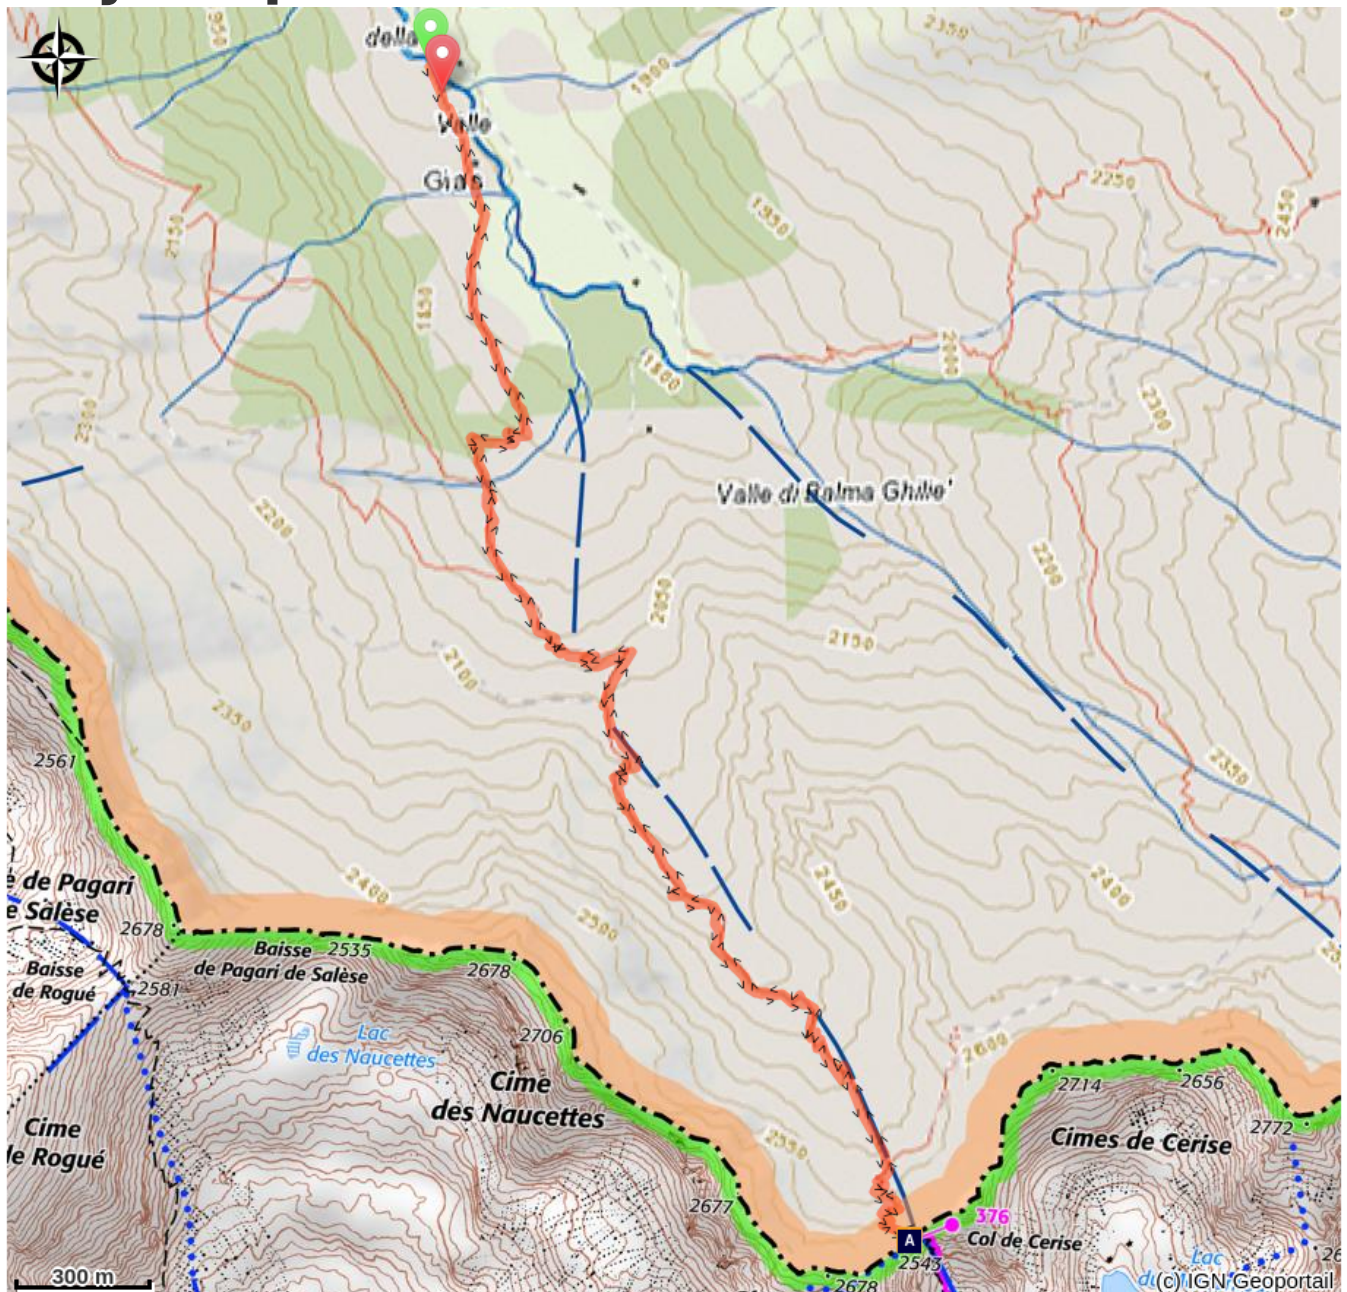 della
Valle
Gias
950
1900
2350
2250
2450
2150
1950
1850
1800
2000
2300
2300
2200
Valle di Balma Ghilie'
2200
2050
2150
2100
2350
2350
2561
2400
2450
2400
2500
é de Pagari
e Salèse
2678
Baisse
de Rogué
2581
Baisse 2535
de Pagari de Salèse
2678
2706
Lac
des Naucettes
Cime
des Naucettes
2600
2714
2656
2772
Cimes de Cerise
Cime
de Rogué
2550
2677
376
Col de Cerise
A
2543
2678
Lac
300 m
(c) IGN Geoportail